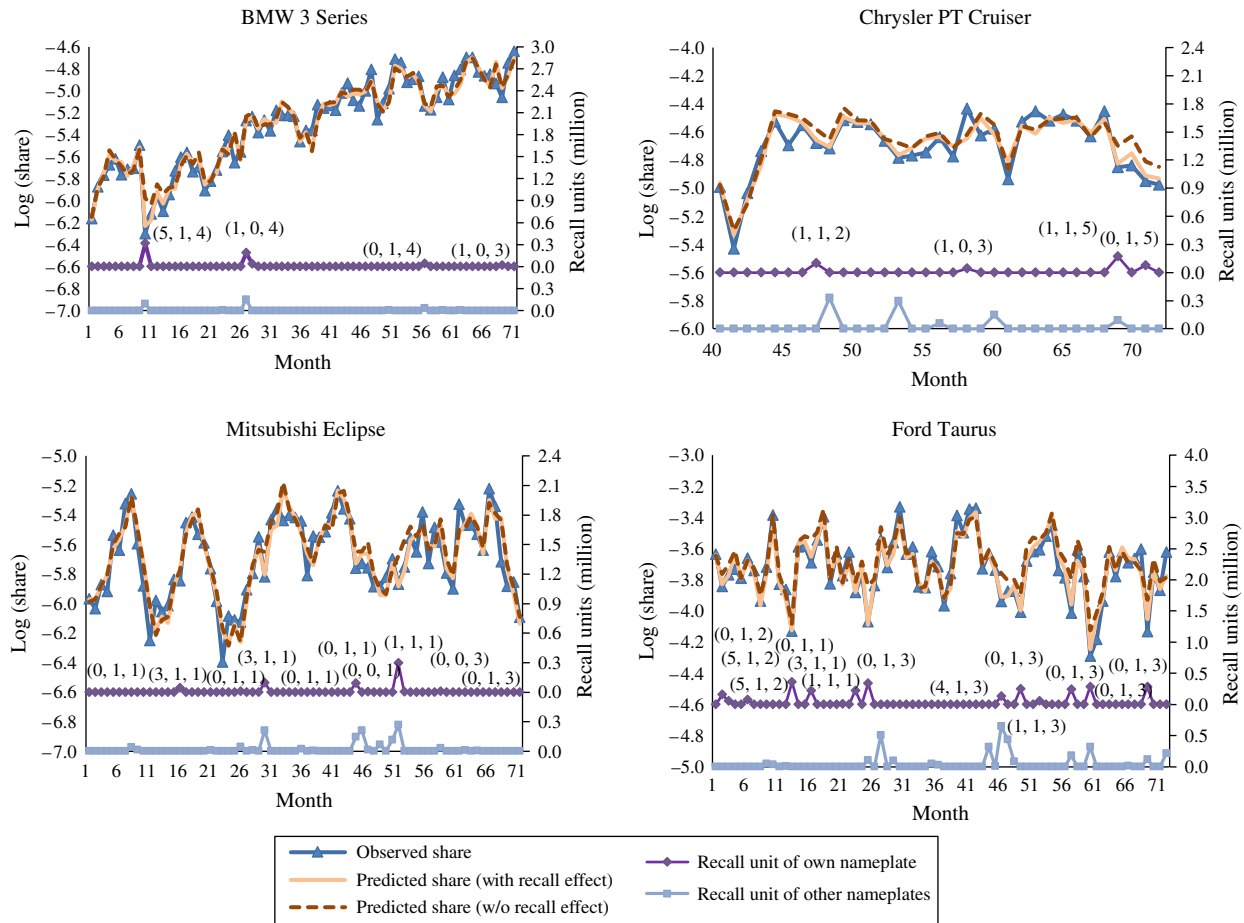 BMW 3 Series
Chrysler PT Cruiser
Log (share)
−4.6
−4.8
−5.0
−5.2
−5.4
−5.6
−5.8
−6.0
−6.2
−6.4
−6.6
−6.8
−7.0
(5, 1, 4)
(1, 0, 4)
(0, 1, 4)
(1, 0, 3)
3.0
2.7
2.4
2.1
1.8
1.5
1.2
0.9
0.6
0.3
0.0
0.3
0.0
Recall units (million)
1 6 11 16 21 26 31 36 41 46 51 56 61 66 71
Month
Log (share)
−4.0
−4.2
−4.4
−4.6
−4.8
−5.0
−5.2
−5.4
−5.6
−5.8
−6.0
(1, 1, 2)
(1, 0, 3)
(1, 1, 5)
(0, 1, 5)
2.4
2.1
1.8
1.5
1.2
0.9
0.6
0.3
0.0
0.3
0.0
Recall units (million)
40 45 50 55 60 65 70
Month
Mitsubishi Eclipse
Ford Taurus
Log (share)
−5.0
−5.2
−5.4
−5.6
−5.8
−6.0
−6.2
−6.4
−6.6
−6.8
−7.0
(0, 1, 1)
(3, 1, 1)
(0, 1, 1)
(3, 1, 1)
(0, 1, 1)
(0, 1, 1)
(0, 0, 1)
(1, 1, 1)
(0, 0, 3)
(0, 1, 3)
2.4
2.1
1.8
1.5
1.2
0.9
0.6
0.3
0.0
0.3
0.0
Recall units (million)
1 6 11 16 21 26 31 36 41 46 51 56 61 66 71
Month
Log (share)
−3.0
−3.2
−3.4
−3.6
−3.8
−4.0
−4.2
−4.4
−4.6
−4.8
−5.0
(0, 1, 2)
(5, 1, 2)
(5, 1, 2)
(0, 1, 1)
(3, 1, 1)
(1, 1, 1)
(0, 1, 3)
(4, 1, 3)
(0, 1, 3)
(1, 1, 3)
(0, 1, 3)
(0, 1, 3)
(0, 1, 3)
4.0
3.5
3.0
2.5
2.0
1.5
1.0
0.5
0.0
0.5
0.0
Recall units (million)
1 6 11 16 21 26 31 36 41 46 51 56 61 66 71
Month
Observed share
Predicted share (with recall effect)
Predicted share (w/o recall effect)
Recall unit of own nameplate
Recall unit of other nameplates